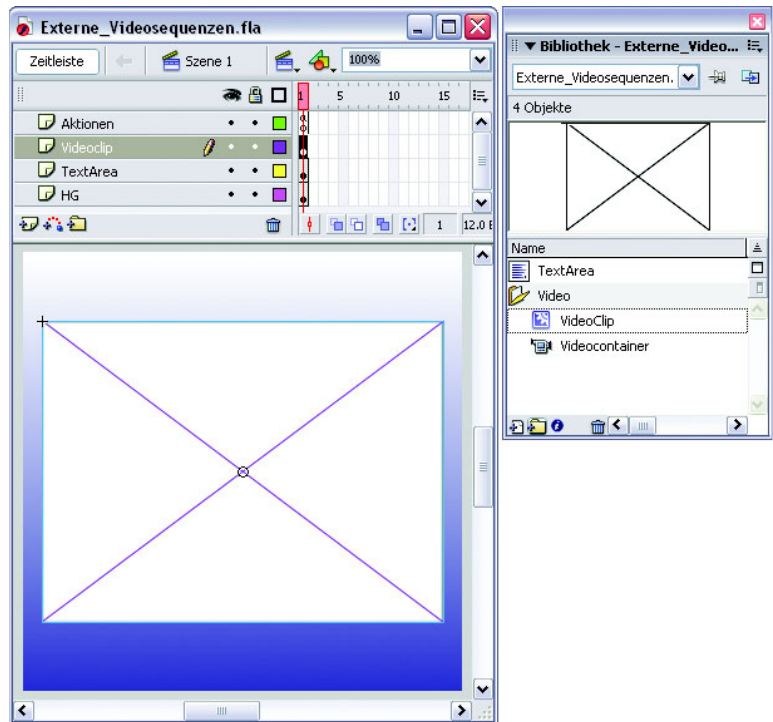 Externe_Videosequenzen.fla
Zeitleiste
Szene 1
100%
1 5 10 15
Aktionen
Videoclip
TextArea
HG
1
12.0
Bibliothek - Externe_Video...
Externe_Videosequenzen.
4 Objekte
Name
TextArea
Video
VideoClip
Videocontainer